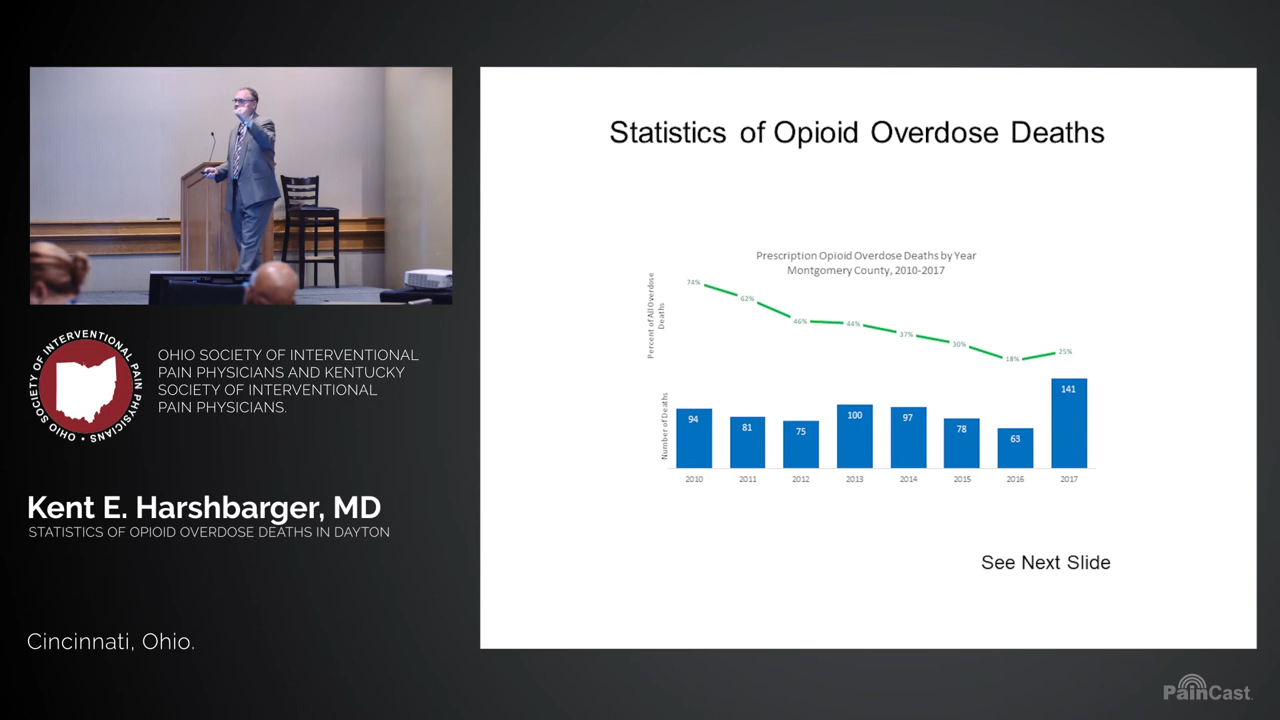 Statistics of Opioid Overdose Deaths
Prescription Opioid Overdose Deaths by Year
Montgomery County, 2010-2017
Percent of All Overdose
Deaths
74%
62%
46%
44%
37%
30%
18%
25%
Number of Deaths
94
81
75
100
97
78
63
141
2010
2011
2012
2013
2014
2015
2016
2017
See Next Slide
OHIO SOCIETY OF INTERVENTIONAL PAIN PHYSICIANS •
OHIO SOCIETY OF INTERVENTIONAL
PAIN PHYSICIANS AND KENTUCKY
SOCIETY OF INTERVENTIONAL
PAIN PHYSICIANS.
Kent E. Harshbarger, MD
STATISTICS OF OPIOID OVERDOSE DEATHS IN DAYTON
Cincinnati, Ohio.
PainCast